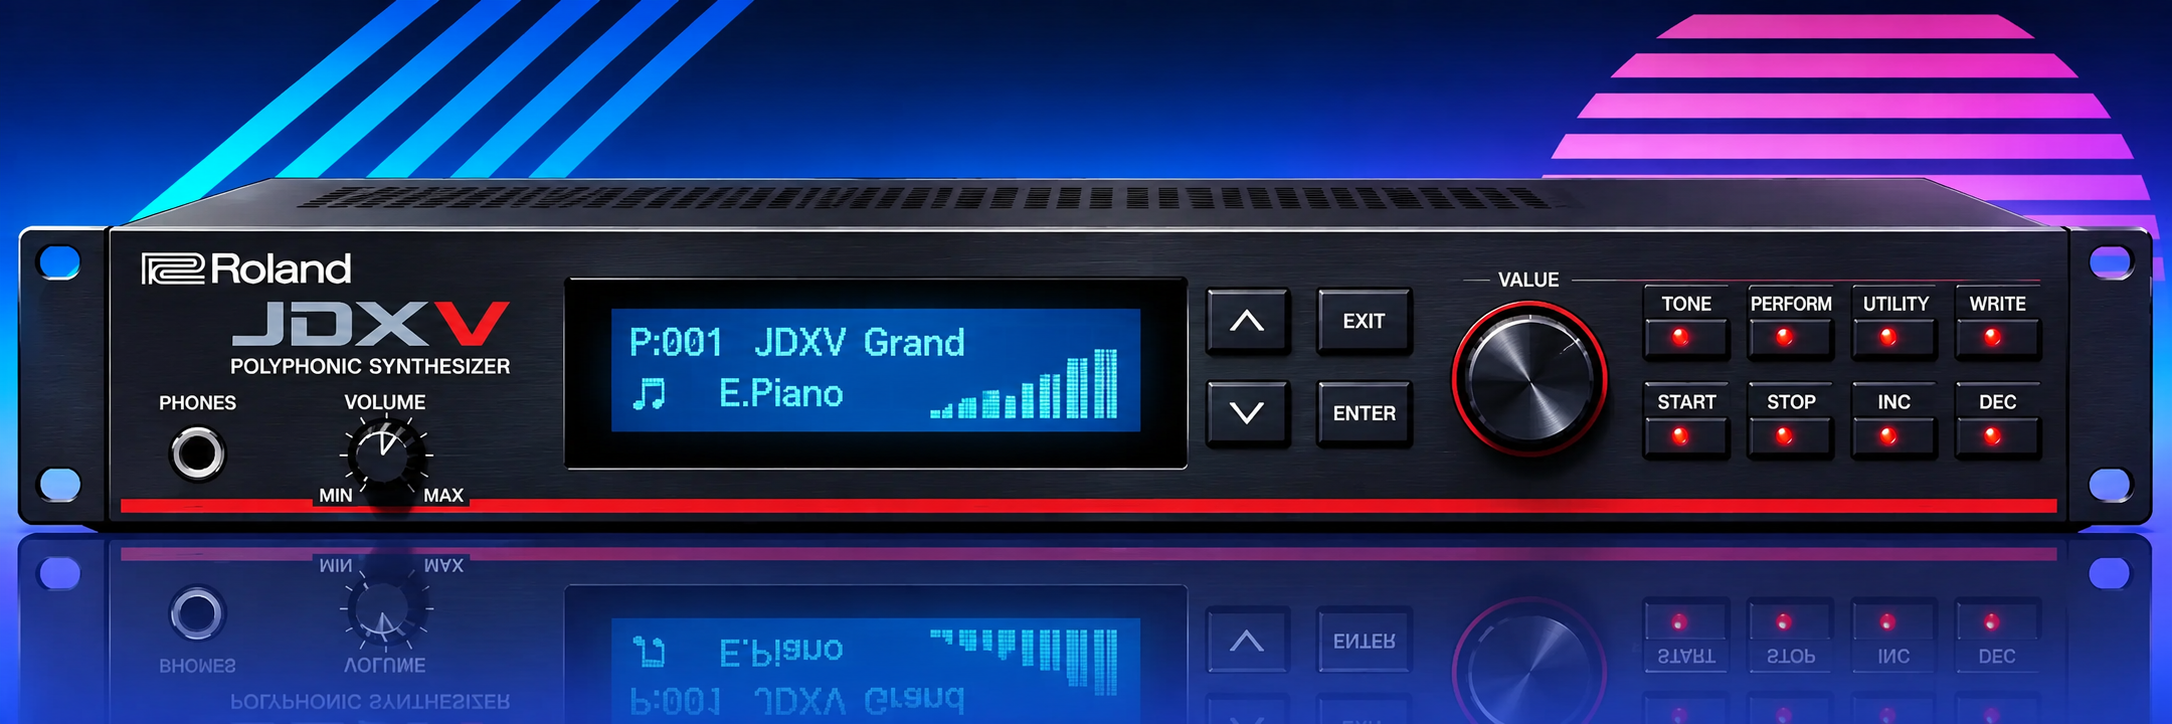 Roland
JDXV
POLYPHONIC SYNTHESIZER
PHONES
VOLUME
MIN MAX
P:001 JDXV Grand
E.Piano
EXIT
ENTER
VALUE
TONE PERFORM UTILITY WRITE
START STOP INC DEC